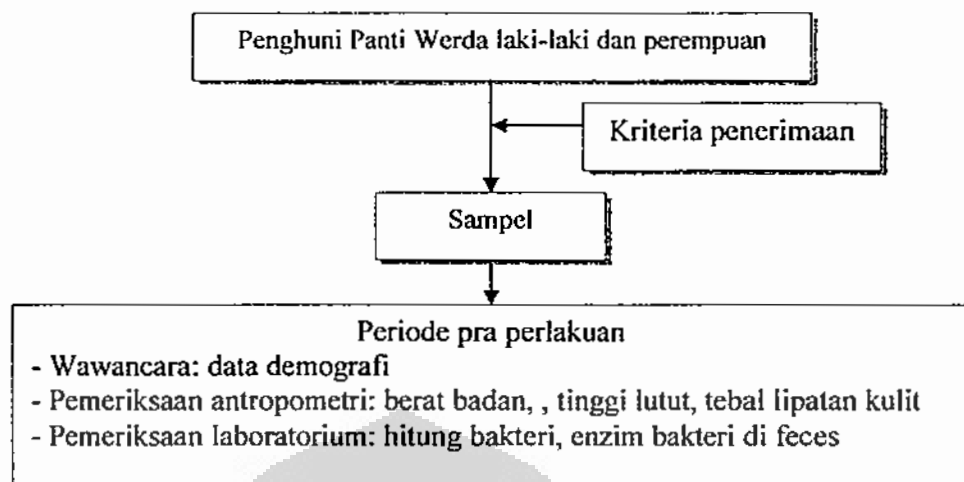 Penghuni Panti Werda laki-laki dan perempuan
Kriteria penerimaan
Sampel
Periode pra perlakuan
- Wawancara: data demografi
- Pemeriksaan antropometri: berat badan, , tinggi lutut, tebal lipatan kulit
- Pemeriksaan laboratorium: hitung bakteri, enzim bakteri di feces